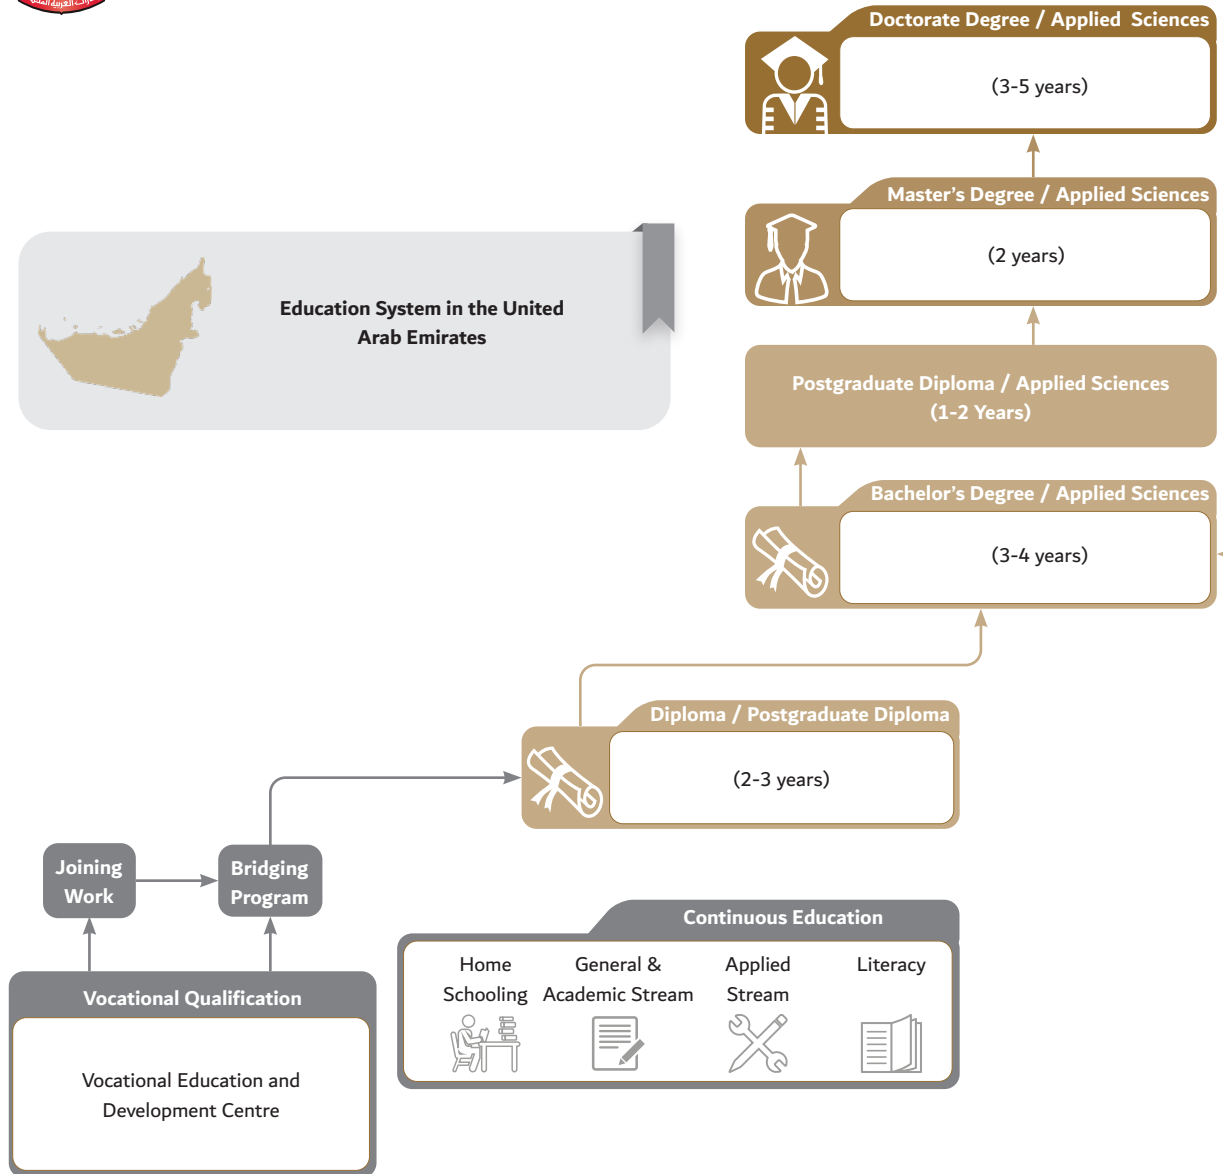 العربية المتحدة
Doctorate Degree / Applied Sciences
(3-5 years)
Master's Degree / Applied Sciences
(2 years)
Education System in the United
Arab Emirates
Postgraduate Diploma / Applied Sciences
(1-2 Years)
Bachelor's Degree / Applied Sciences
(3-4 years)
Diploma / Postgraduate Diploma
(2-3 years)
Joining
Work
Bridging
Program
Continuous Education
Home
Schooling
General &
Academic Stream
Applied
Stream
Literacy
Vocational Qualification
Vocational Education and
Development Centre